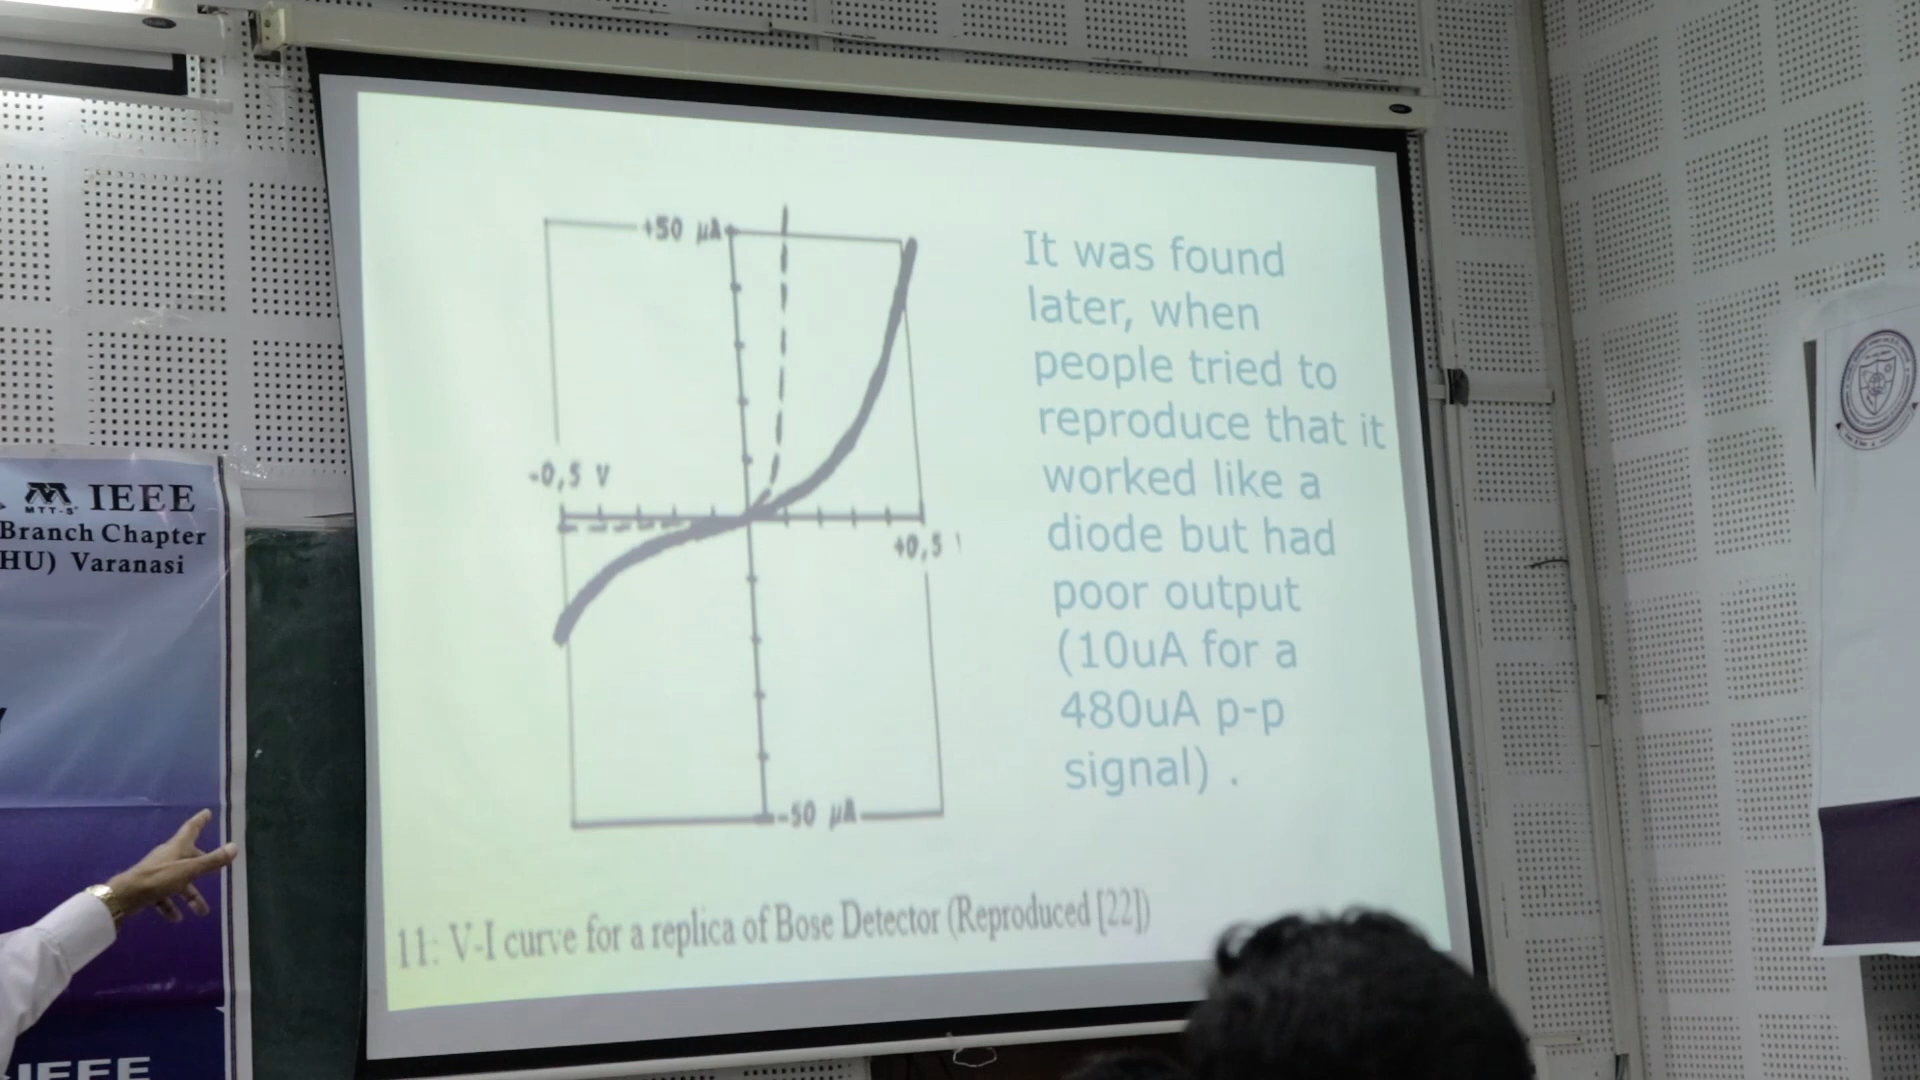 +50 µA
-0,5 V
+0,5
-50 µA
It was found
later, when
people tried to
reproduce that it
worked like a
diode but had
poor output
(10uA for a
480uA p-p
signal) .
11: V-I curve for a replica of Bose Detector (Reproduced [22])
IEEE
MTT-S
Branch Chapter
HU) Varanasi
IEEE